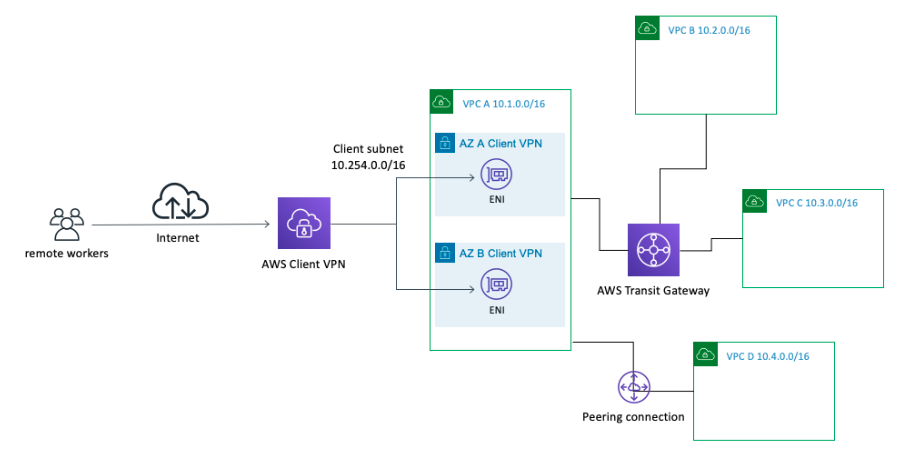 VPC B 10.2.0.0/16
VPC A 10.1.0.0/16
Client subnet
10.254.0.0/16
AZ A Client VPN
ENI
VPC C 10.3.0.0/16
Internet
remote workers
AWS Client VPN
AZ B Client VPN
ENI
AWS Transit Gateway
VPC D 10.4.0.0/16
Peering connection